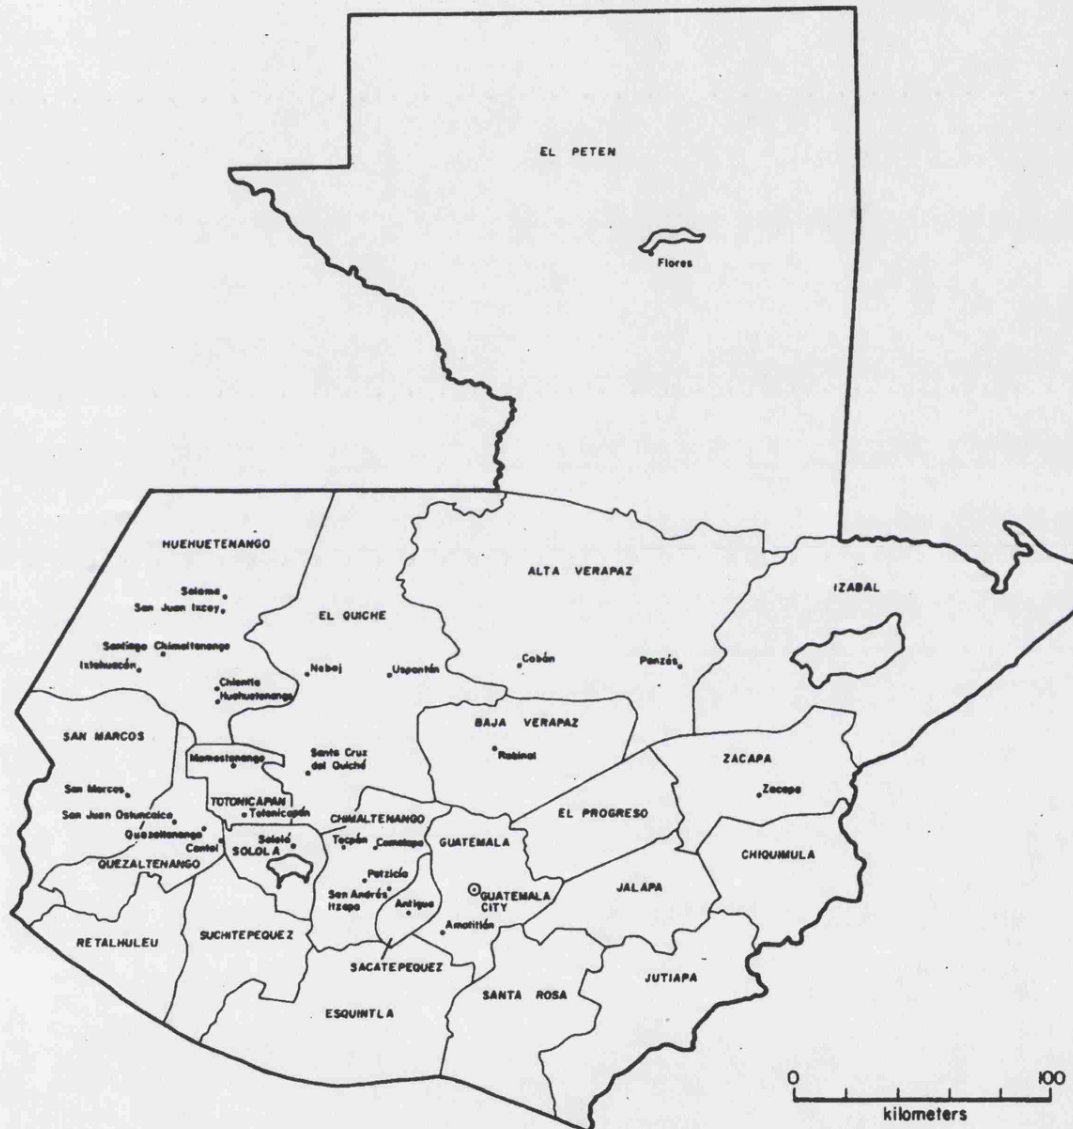 EL PETEN
Flores
HUEHUETENANGO
ALTA VERAPAZ
IZABAL
Soloma
San Juan Ixcoy
EL QUICHE
Santiago Chimaltenango
Ixtahuacán
Nebaj
Uspantán
Cobán
Panzós
Chiantla
Huehuetenango
SAN MARCOS
BAJA VERAPAZ
Rabinal
ZACAPA
Momostenango
Santa Cruz
del Quiché
San Marcos
Zacapa
TOTONICAPAN
Totonicapán
EL PROGRESO
San Juan Ostuncalco
CHIMALTENANGO
Quezaltenango
Cantel
Sololá
SOLOLA
Tecpán
Comalapa
GUATEMALA
CHIQUIMULA
QUEZALTENANGO
Patzicía
San Andrés
Itzapa
Antigua
GUATEMALA
CITY
JALAPA
Amatitlán
RETALHULEU
SUCHITEPEQUEZ
SACATEPEQUEZ
JUTIAPA
SANTA ROSA
ESQUINTLA
0 100
kilometers